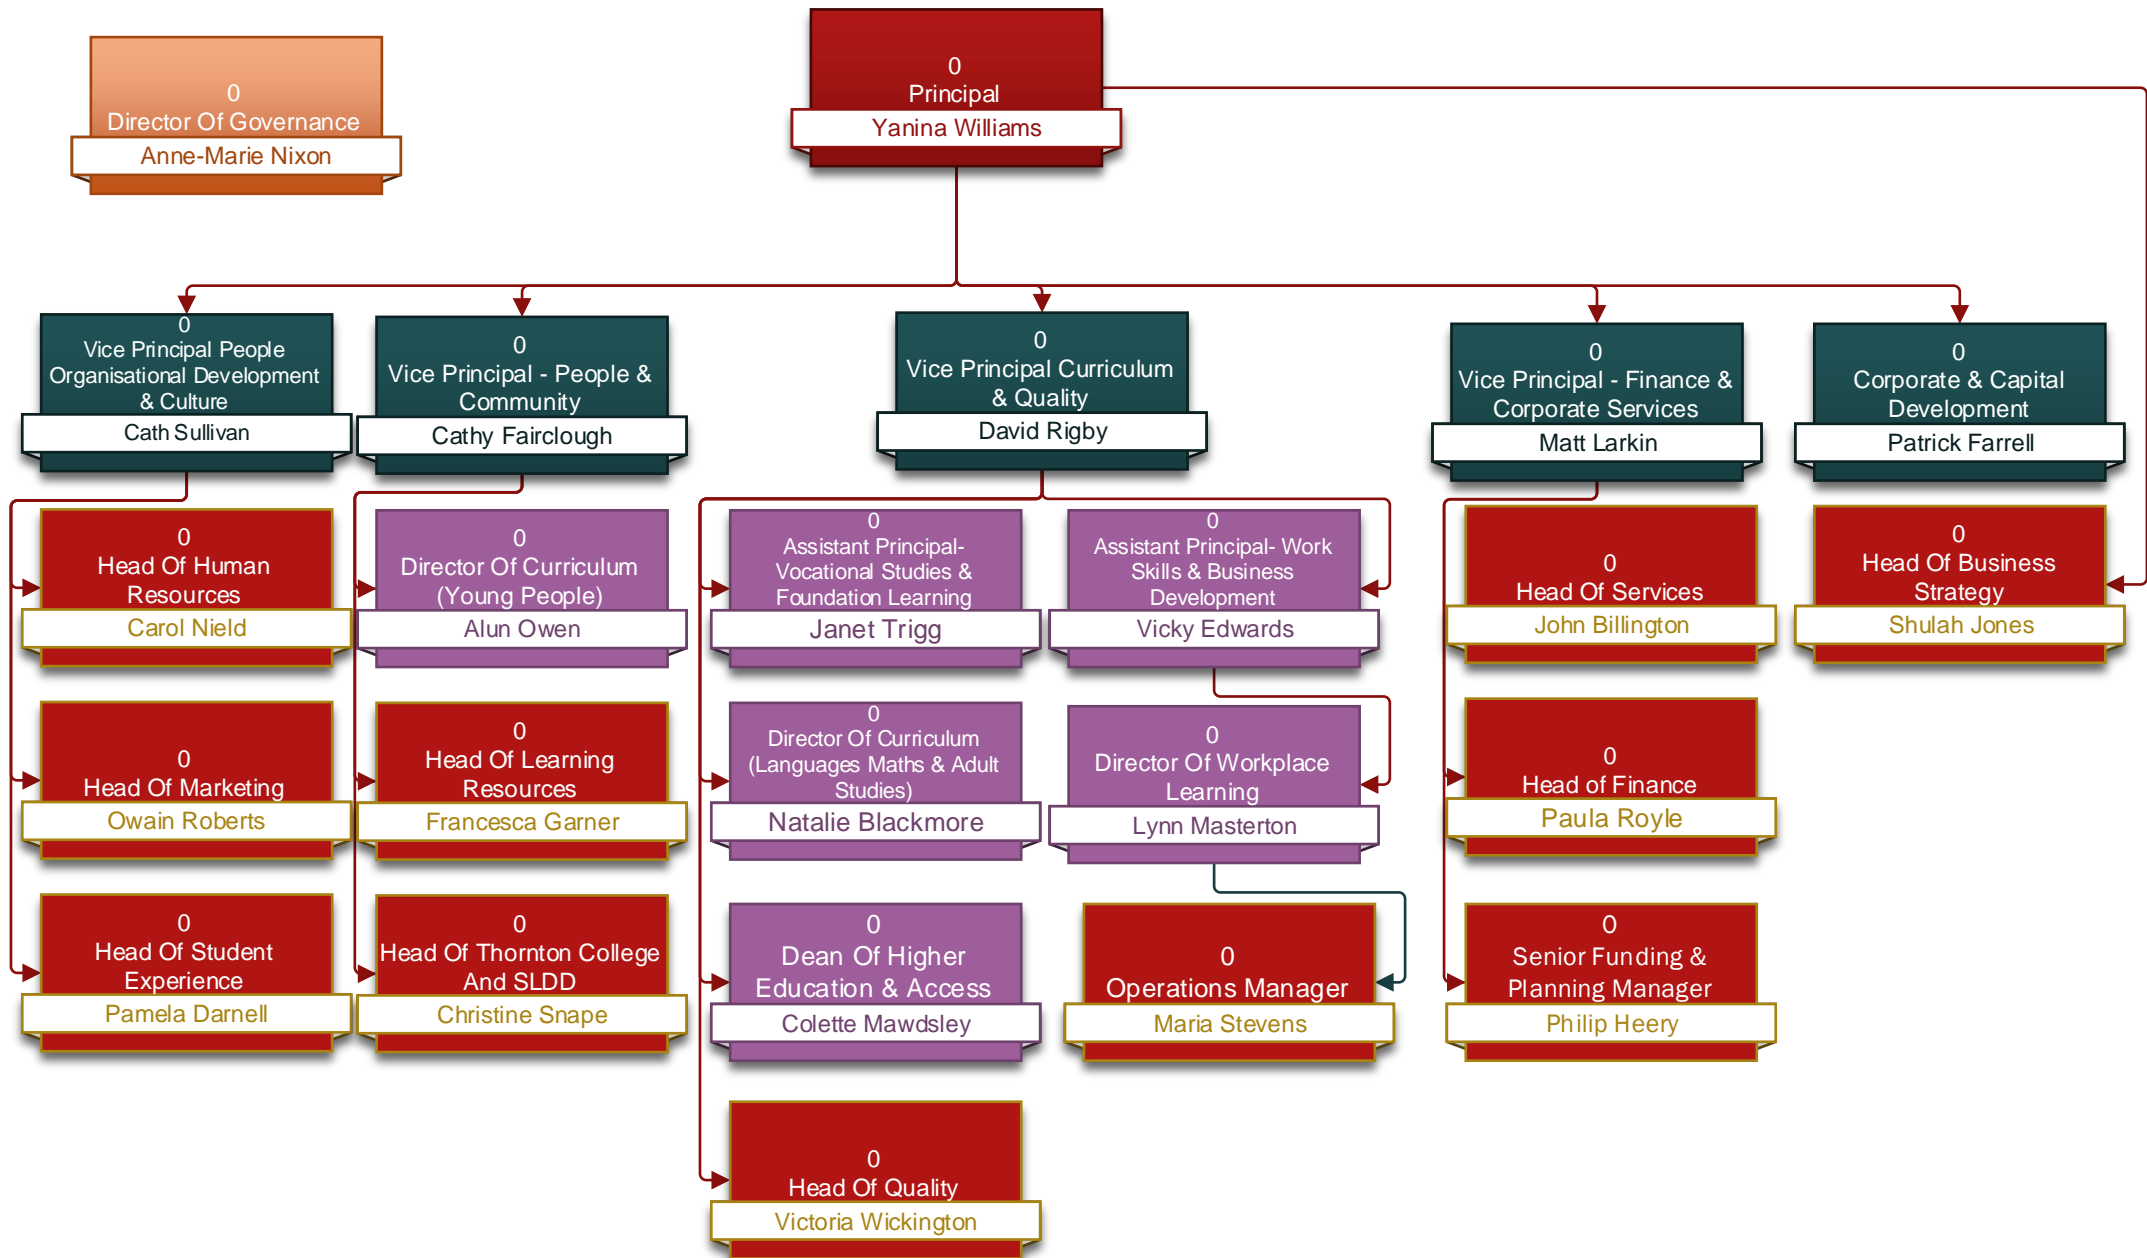 0
Director Of Governance
Anne-Marie Nixon
0
Principal
Yanina Williams
0
Vice Principal People
Organisational Development
& Culture
Cath Sullivan
0
Vice Principal - People &
Community
Cathy Fairclough
0
Vice Principal Curriculum
& Quality
David Rigby
0
Vice Principal - Finance &
Corporate Services
Matt Larkin
0
Corporate & Capital
Development
Patrick Farrell
0
Head Of Human
Resources
Carol Nield
0
Director Of Curriculum
(Young People)
Alun Owen
0
Assistant Principal-
Vocational Studies &
Foundation Learning
Janet Trigg
0
Assistant Principal- Work
Skills & Business
Development
Vicky Edwards
0
Head Of Services
John Billington
0
Head Of Business
Strategy
Shulah Jones
0
Head Of Marketing
Owain Roberts
0
Head Of Learning
Resources
Francesca Garner
0
Director Of Curriculum
(Languages Maths & Adult
Studies)
Natalie Blackmore
0
Director Of Workplace
Learning
Lynn Masterton
0
Head of Finance
Paula Royle
0
Head Of Student
Experience
Pamela Darnell
0
Head Of Thornton College
And SLDD
Christine Snape
0
Dean Of Higher
Education & Access
Colette Mawdsley
0
Operations Manager
Maria Stevens
0
Senior Funding &
Planning Manager
Philip Heery
0
Head Of Quality
Victoria Wickington